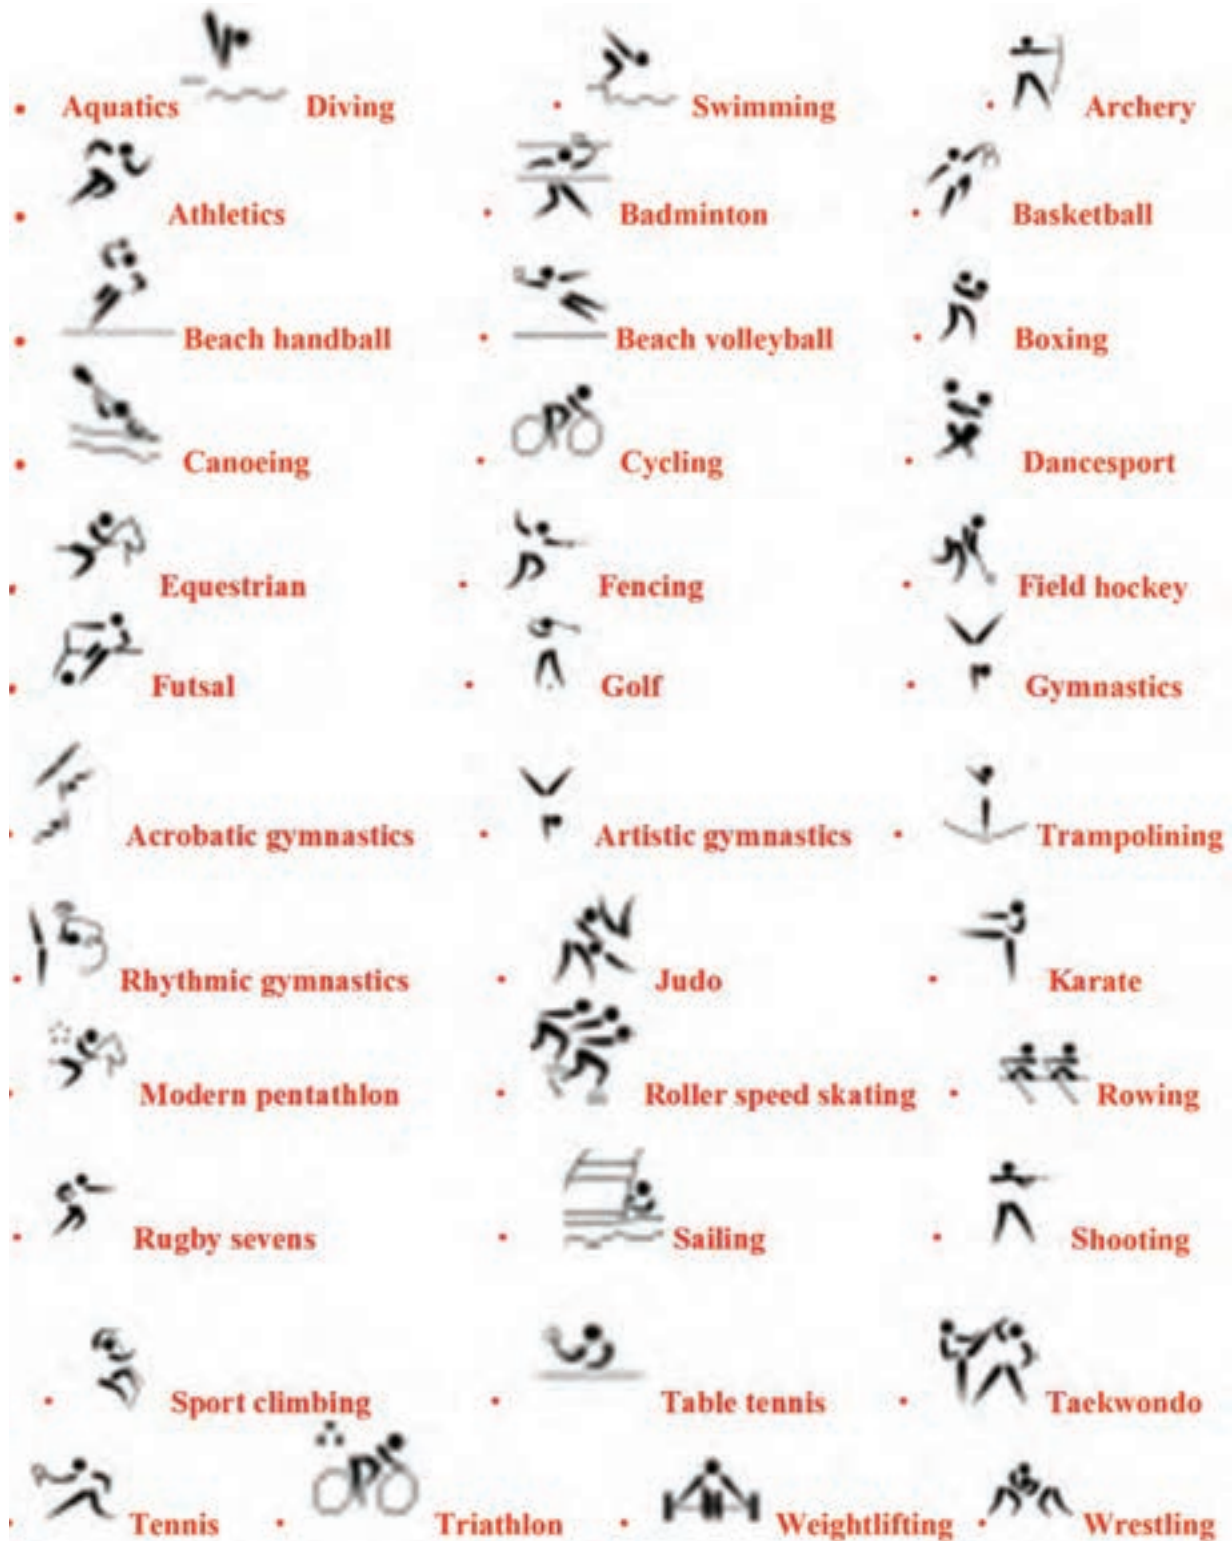 • Aquatics Diving • Swimming • Archery
• Athletics • Badminton • Basketball
• Beach handball • Beach volleyball • Boxing
• Canoeing • Cycling • Dancesport
• Equestrian • Fencing • Field hockey
• Futsal • Golf • Gymnastics
• Acrobatic gymnastics • Artistic gymnastics • Trampolining
• Rhythmic gymnastics • Judo • Karate
• Modern pentathlon • Roller speed skating • Rowing
• Rugby sevens • Sailing • Shooting
• Sport climbing • Table tennis • Taekwondo
• Tennis • Triathlon • Weightlifting • Wrestling